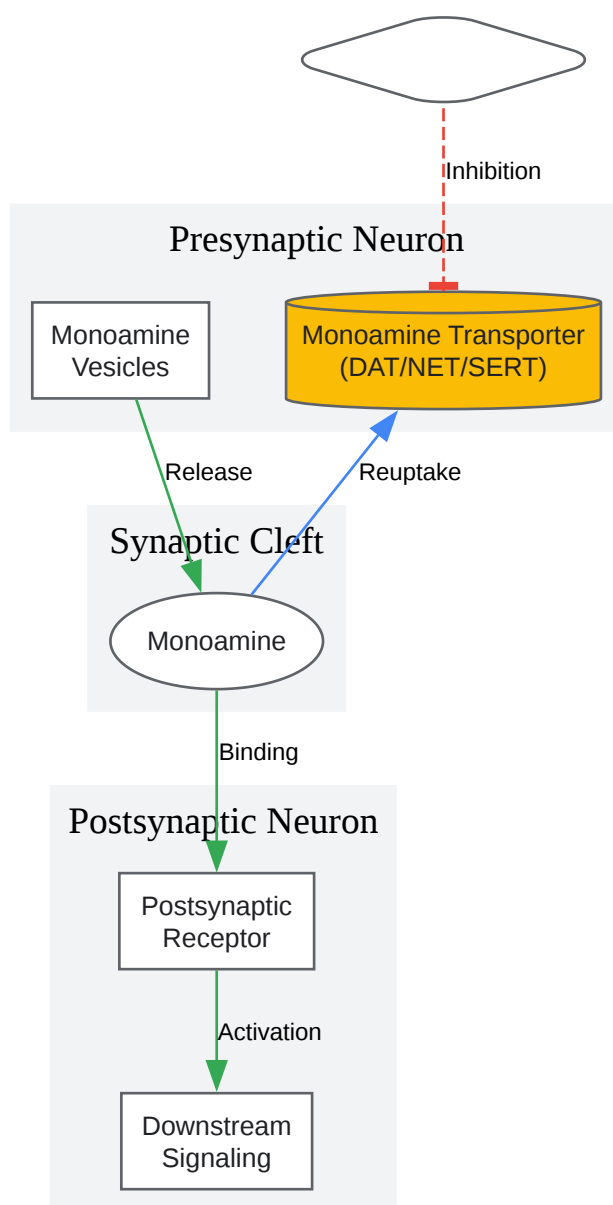 Inhibition
Presynaptic Neuron
Monoamine
Vesicles
Monoamine Transporter
(DAT/NET/SERT)
Release
Reuptake
Synaptic Cleft
Monoamine
Binding
Postsynaptic Neuron
Postsynaptic
Receptor
Activation
Downstream
Signaling